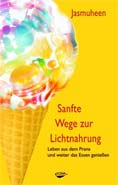 Jasmuheen
Sanfte
Wege zur
Lichtnahrung
Leben aus dem Prana
und weiter das Essen genießen